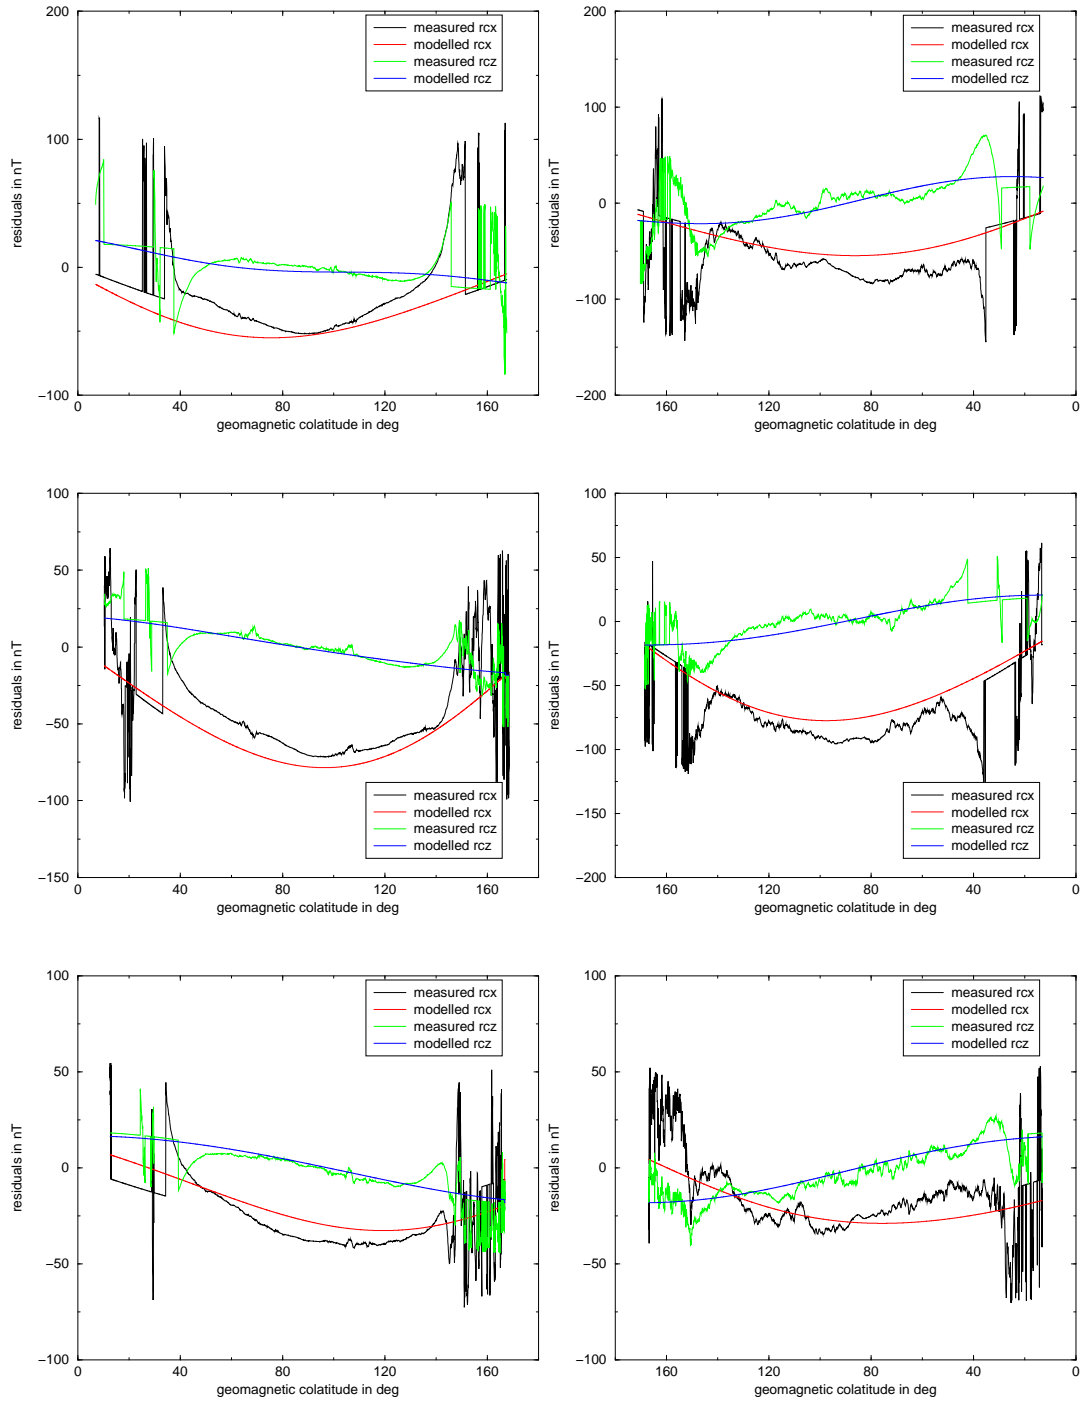 200
100
0
−100
residuals in nT
0
40
80
120
160
geomagnetic colatitude in deg
measured rcx
modelled rcx
measured rcz
modelled rcz
200
100
0
−100
−200
residuals in nT
160
120
80
40
0
geomagnetic colatitude in deg
measured rcx
modelled rcx
measured rcz
modelled rcz
100
50
0
−50
−100
−150
residuals in nT
0
40
80
120
160
geomagnetic colatitude in deg
measured rcx
modelled rcx
measured rcz
modelled rcz
100
50
0
−50
−100
−150
−200
residuals in nT
160
120
80
40
0
geomagnetic colatitude in deg
measured rcx
modelled rcx
measured rcz
modelled rcz
100
50
0
−50
−100
residuals in nT
0
40
80
120
160
geomagnetic colatitude in deg
measured rcx
modelled rcx
measured rcz
modelled rcz
100
50
0
−50
−100
residuals in nT
160
120
80
40
0
geomagnetic colatitude in deg
measured rcx
modelled rcx
measured rcz
modelled rcz